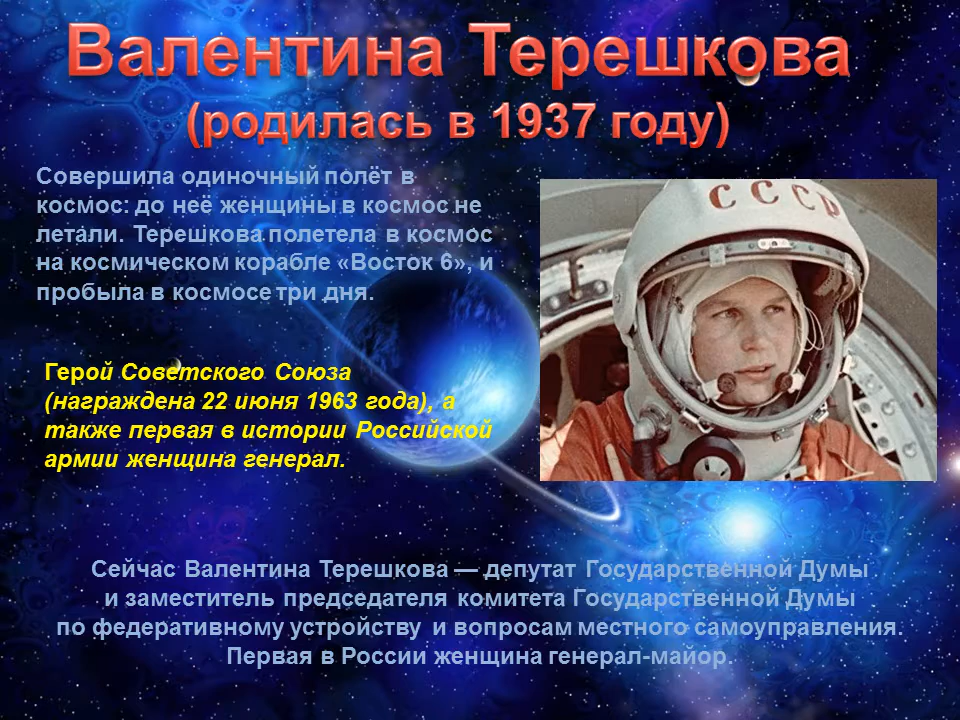 Валентина Терешкова
(родилась в 1937 году)
Совершила одиночный полёт в
космос: до неё женщины в космос не
летали. Терешкова полетела в космос
на космическом корабле «Восток 6», и
пробыла в космосе три дня.
СССР
Герой Советского Союза
(награждена 22 июня 1963 года), а
также первая в истории Российской
армии женщина генерал.
Сейчас Валентина Терешкова — депутат Государственной Думы
и заместитель председателя комитета Государственной Думы
по федеративному устройству и вопросам местного самоуправления.
Первая в России женщина генерал-майор.